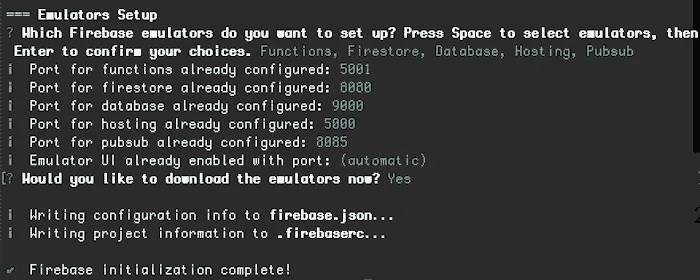 === Emulators Setup
? Which Firebase emulators do you want to set up? Press Space to select emulators, then
Enter to confirm your choices. Functions, Firestore, Database, Hosting, Pubsub
i Port for functions already configured: 5001
i Port for firestore already configured: 8080
i Port for database already configured: 9000
i Port for hosting already configured: 5000
i Port for pubsub already configured: 8085
i Emulator UI already enabled with port: (automatic)
[? Would you like to download the emulators now? Yes
i Writing configuration info to firebase.json...
i Writing project information to .firebaserc...
✔ Firebase initialization complete!